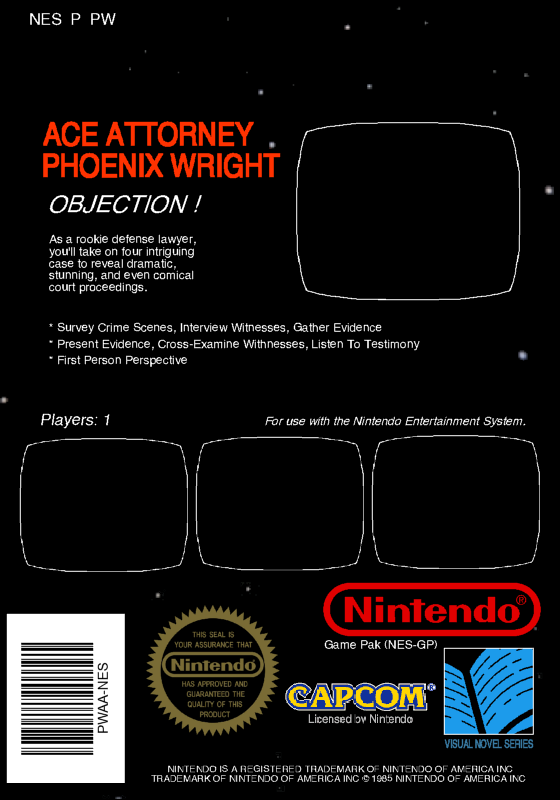 NES P PW
ACE ATTORNEY
PHOENIX WRIGHT
OBJECTION !
As a rookie defense lawyer,
you'll take on four intriguing
case to reveal dramatic,
stunning, and even comical
court proceedings.
* Survey Crime Scenes, Interview Witnesses, Gather Evidence
* Present Evidence, Cross-Examine Withnesses, Listen To Testimony
* First Person Perspective
Players: 1
For use with the Nintendo Entertainment System.
Nintendo®
Game Pak (NES-GP)
THIS SEAL IS
YOUR ASSURANCE THAT
Nintendo®
HAS APPROVED AND
GUARANTEED THE
QUALITY OF THIS
PRODUCT
PWAA-NES
CAPCOM®
Licensed by Nintendo
VISUAL NOVEL SERIES
NINTENDO IS A REGISTERED TRADEMARK OF NINTENDO OF AMERICA INC
TRADEMARK OF NINTENDO OF AMERICA INC © 1985 NINTENDO OF AMERICA INC